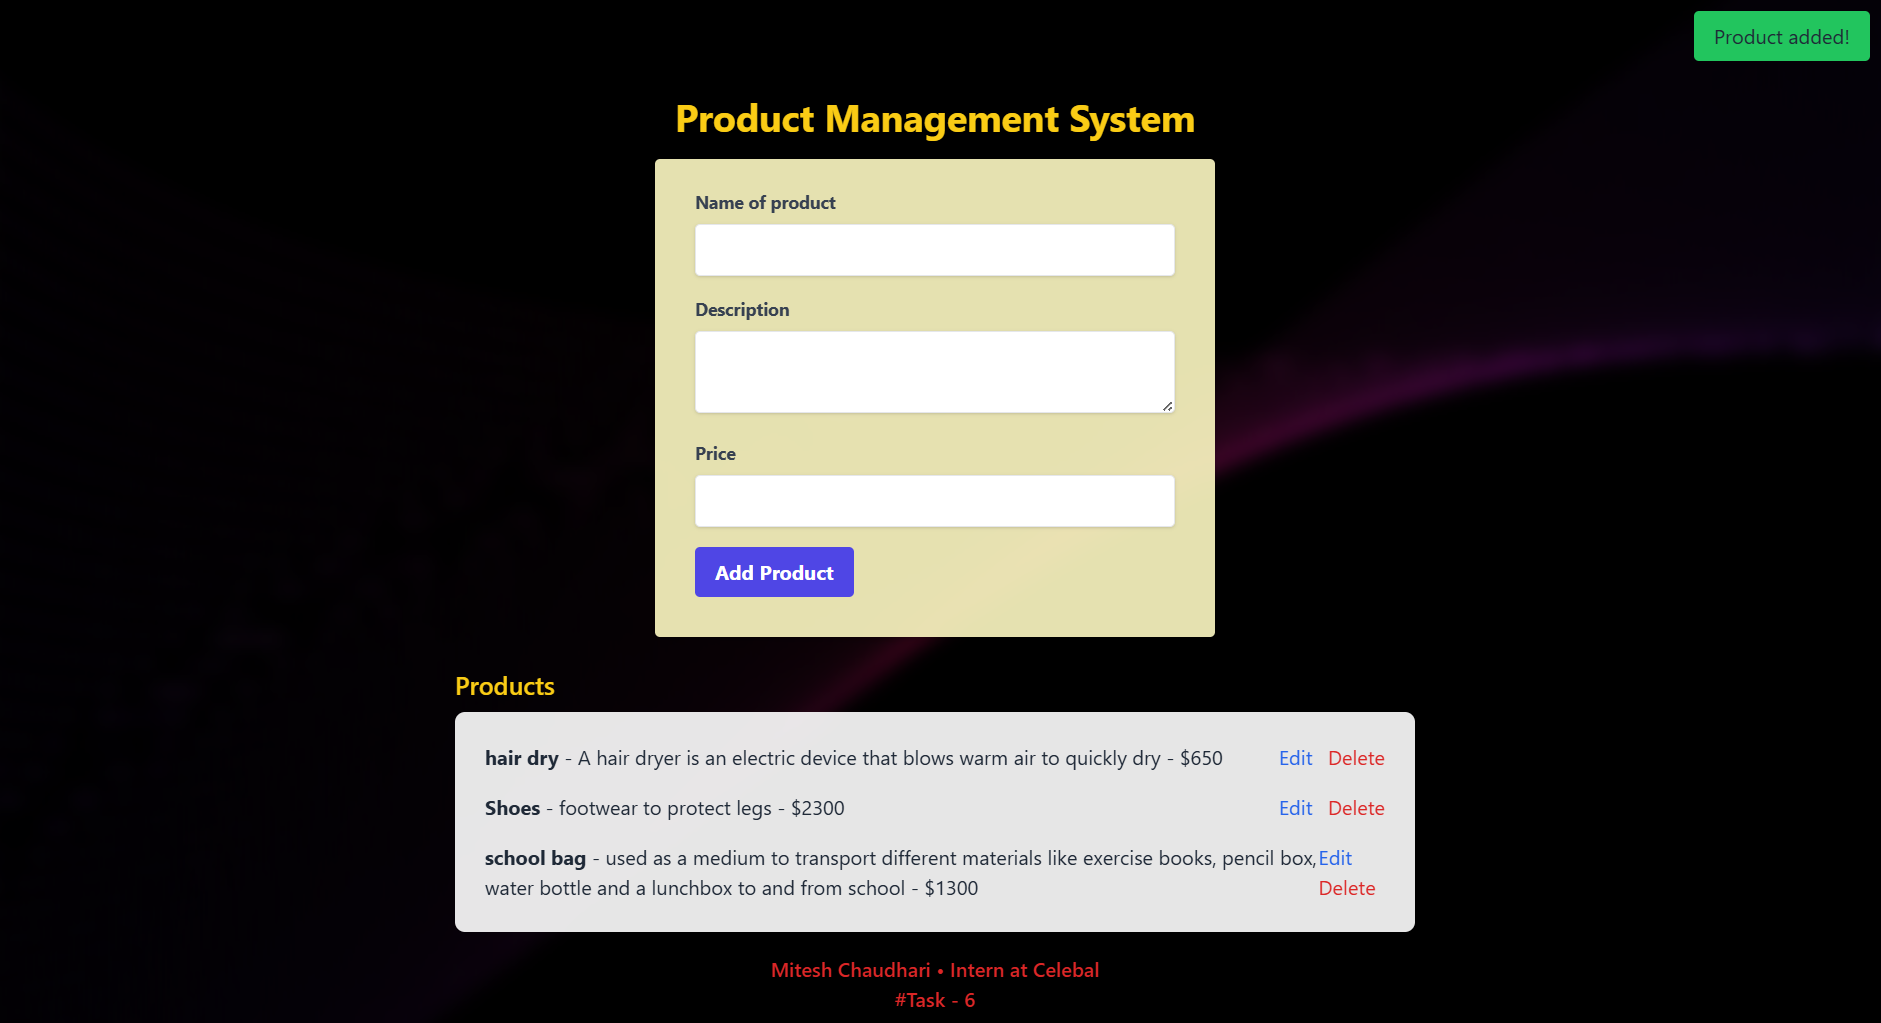 Product added!
Product Management System
Name of product
Description
Price
Add Product
Products
hair dry - A hair dryer is an electric device that blows warm air to quickly dry - $650 Edit Delete
Shoes - footwear to protect legs - $2300 Edit Delete
school bag - used as a medium to transport different materials like exercise books, pencil box, Edit
water bottle and a lunchbox to and from school - $1300 Delete
Mitesh Chaudhari • Intern at Celebal
#Task - 6